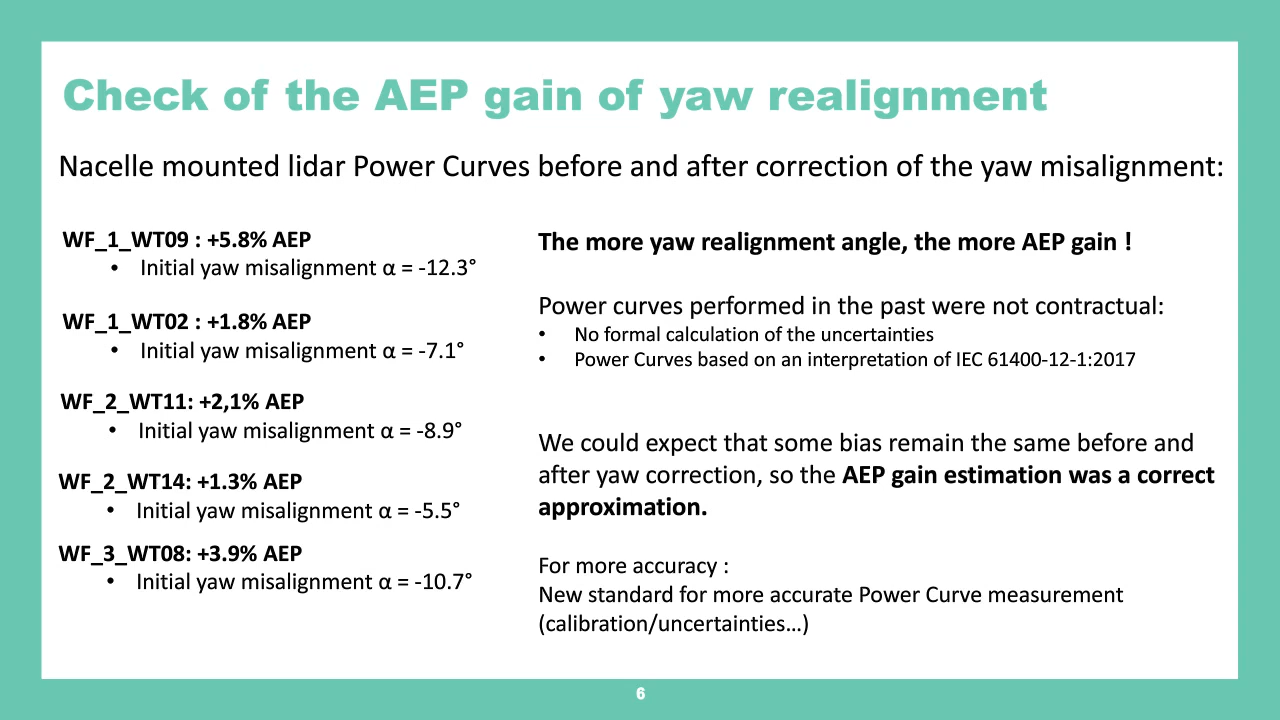 Check of the AEP gain of yaw realignment
Nacelle mounted lidar Power Curves before and after correction of the yaw misalignment:
WF_1_WT09 : +5.8% AEP
• Initial yaw misalignment α = -12.3°
WF_1_WT02 : +1.8% AEP
• Initial yaw misalignment α = -7.1°
WF_2_WT11: +2,1% AEP
• Initial yaw misalignment α = -8.9°
WF_2_WT14: +1.3% AEP
• Initial yaw misalignment α = -5.5°
WF_3_WT08: +3.9% AEP
• Initial yaw misalignment α = -10.7°
The more yaw realignment angle, the more AEP gain !
Power curves performed in the past were not contractual:
• No formal calculation of the uncertainties
• Power Curves based on an interpretation of IEC 61400-12-1:2017
We could expect that some bias remain the same before and
after yaw correction, so the AEP gain estimation was a correct
approximation.
For more accuracy :
New standard for more accurate Power Curve measurement
(calibration/uncertainties…)
6